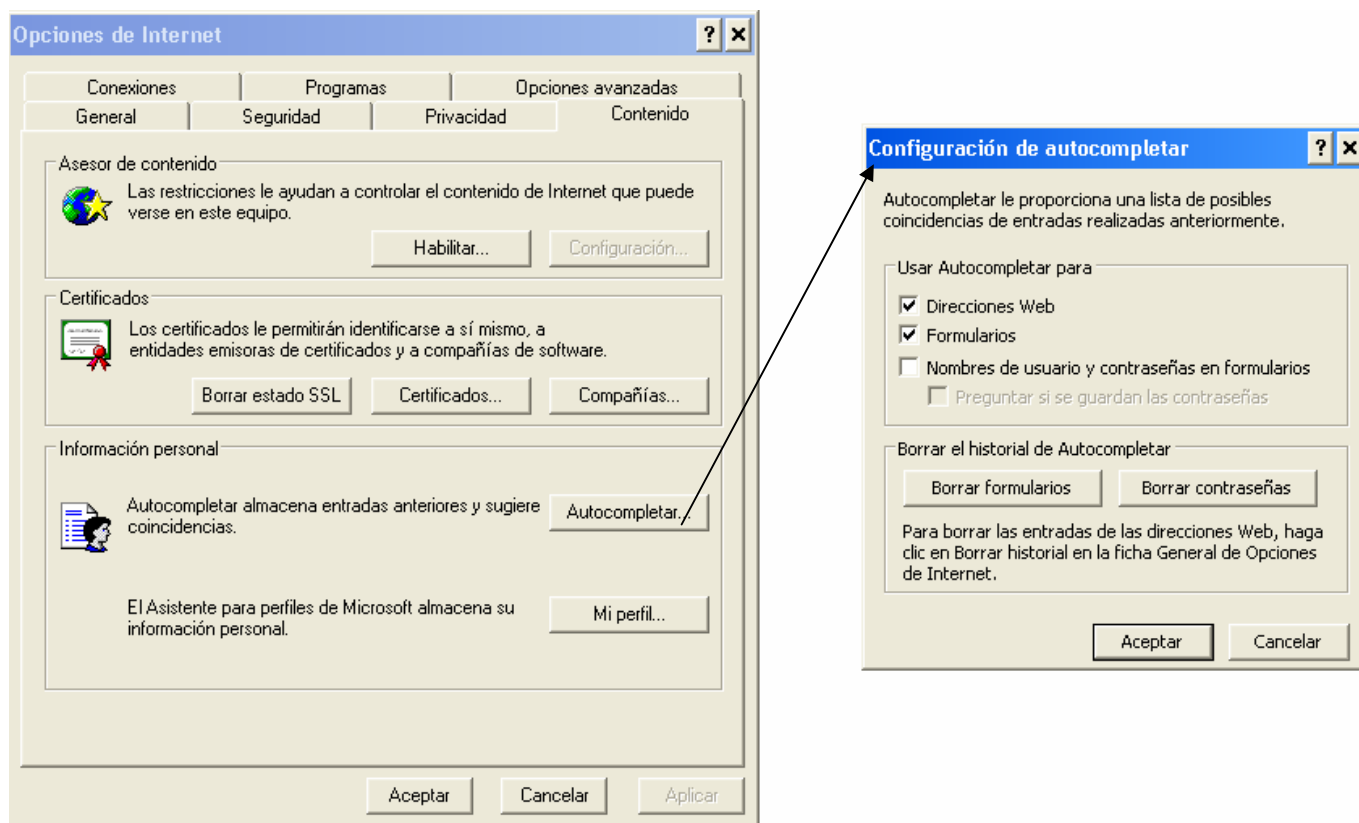 Opciones de Internet
Conexiones
Programas
Opciones avanzadas
General
Seguridad
Privacidad
Contenido
Asesor de contenido
Las restricciones le ayudan a controlar el contenido de Internet que puede
verse en este equipo.
Habilitar...
Configuración...
Certificados
Los certificados le permitirán identificarse a sí mismo, a
entidades emisoras de certificados y a compañías de software.
Borrar estado SSL
Certificados...
Compañías...
Información personal
Autocompletar almacena entradas anteriores y sugiere
coincidencias.
Autocompletar...
El Asistente para perfiles de Microsoft almacena su
información personal.
Mi perfil...
Aceptar
Cancelar
Aplicar
Configuración de autocompletar
Autocompletar le proporciona una lista de posibles
coincidencias de entradas realizadas anteriormente.
Usar Autocompletar para
Direcciones Web
Formularios
Nombres de usuario y contraseñas en formularios
Preguntar si se guardan las contraseñas
Borrar el historial de Autocompletar
Borrar formularios
Borrar contraseñas
Para borrar las entradas de las direcciones Web, haga
clic en Borrar historial en la ficha General de Opciones
de Internet.
Aceptar
Cancelar